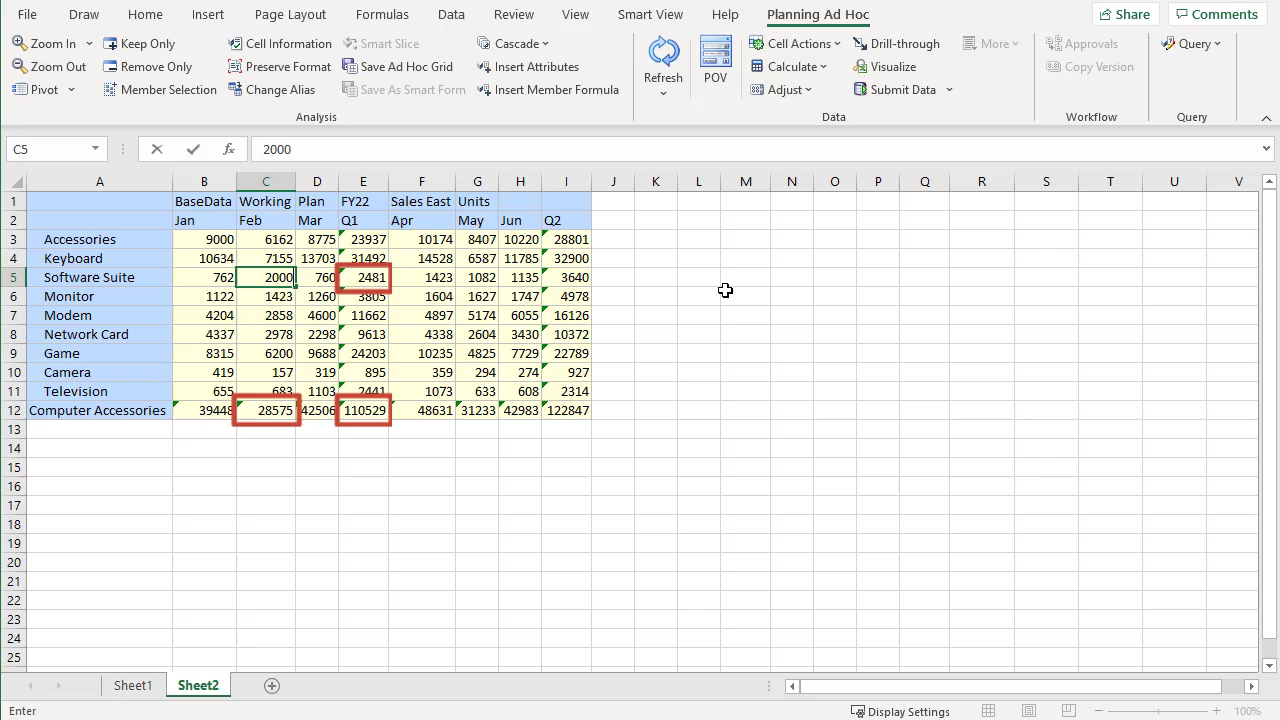 File Draw Home Insert Page Layout Formulas Data Review View Smart View Help Planning Ad Hoc Share Comments
Zoom In Keep Only Cell Information Smart Slice Cascade Refresh POV Cell Actions Drill-through More Approvals Query
Zoom Out Remove Only Preserve Format Save Ad Hoc Grid Insert Attributes Calculate Visualize Copy Version
Pivot Member Selection Change Alias Save As Smart Form Insert Member Formula Adjust Submit Data
Analysis Data Workflow Query
C5 fx 2000
A B C D E F G H I J K L M N O P Q R S T U V
1 BaseData Working Plan FY22 Sales East Units
2 Jan Feb Mar Q1 Apr May Jun Q2
3 Accessories 9000 6162 8775 23937 10174 8407 10220 28801
4 Keyboard 10634 7155 13703 31492 14528 6587 11785 32900
5 Software Suite 762 2000 760 2481 1423 1082 1135 3640
6 Monitor 1122 1423 1260 3805 1604 1627 1747 4978
7 Modem 4204 2858 4600 11662 4897 5174 6055 16126
8 Network Card 4337 2978 2298 9613 4338 2604 3430 10372
9 Game 8315 6200 9688 24203 10235 4825 7729 22789
10 Camera 419 157 319 895 359 294 274 927
11 Television 655 683 1103 2441 1073 633 608 2314
12 Computer Accessories 39448 28575 42506 110529 48631 31233 42983 122847
13
14
15
16
17
18
19
20
21
22
23
24
25
Sheet1 Sheet2
Enter Display Settings 100%